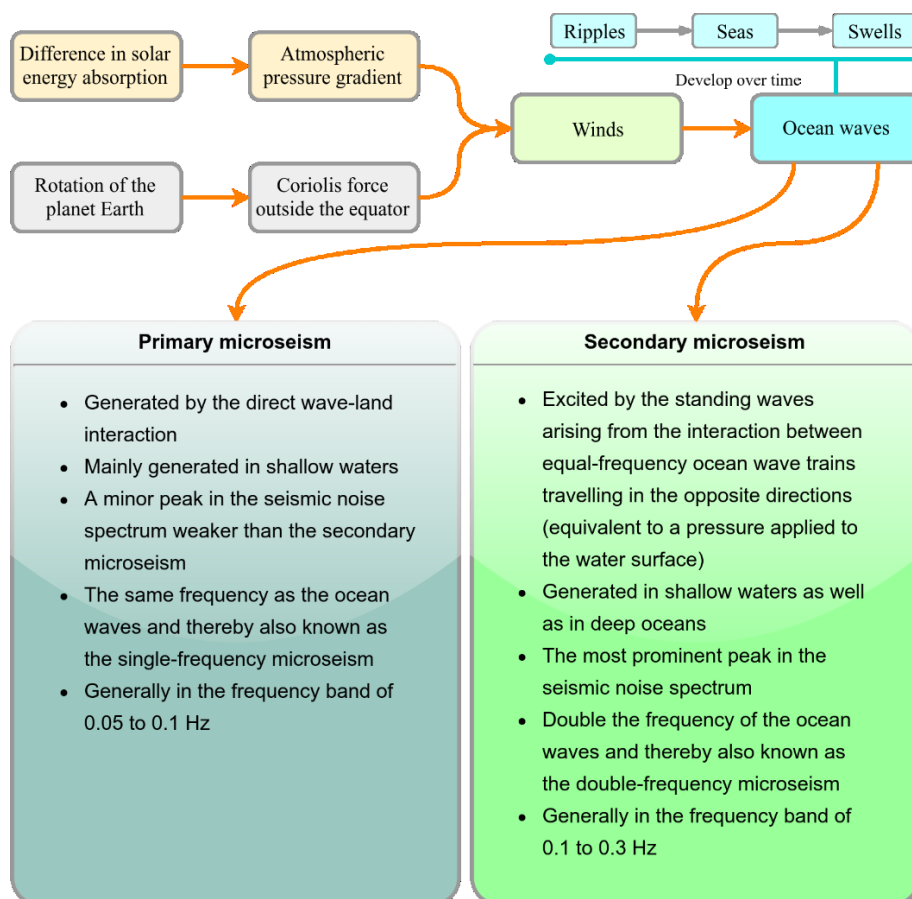 Ripples
Seas
Swells
Develop over time
Difference in solar
energy absorption
Atmospheric
pressure gradient
Winds
Ocean waves
Rotation of the
planet Earth
Coriolis force
outside the equator
Primary microseism
• Generated by the direct wave-land
interaction
• Mainly generated in shallow waters
• A minor peak in the seismic noise
spectrum weaker than the secondary
microseism
• The same frequency as the ocean
waves and thereby also known as
the single-frequency microseism
• Generally in the frequency band of
0.05 to 0.1 Hz
Secondary microseism
• Excited by the standing waves
arising from the interaction between
equal-frequency ocean wave trains
travelling in the opposite directions
(equivalent to a pressure applied to
the water surface)
• Generated in shallow waters as well
as in deep oceans
• The most prominent peak in the
seismic noise spectrum
• Double the frequency of the ocean
waves and thereby also known as
the double-frequency microseism
• Generally in the frequency band of
0.1 to 0.3 Hz